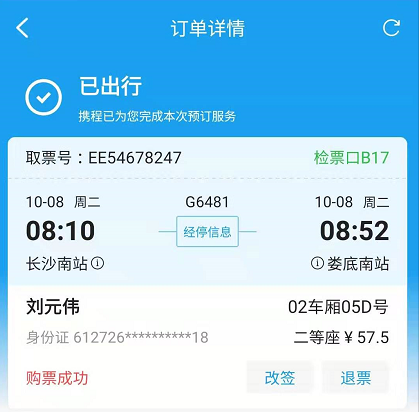 订单详情
已出行
携程已为您完成本次预订服务
取票号：EE54678247 检票口B17
10-08 周二 G6481 10-08 周二
08:10 经停信息 08:52
长沙南站 娄底南站
刘元伟 02车厢05D号
身份证 612726**********18 二等座￥57.5
购票成功 改签 退票